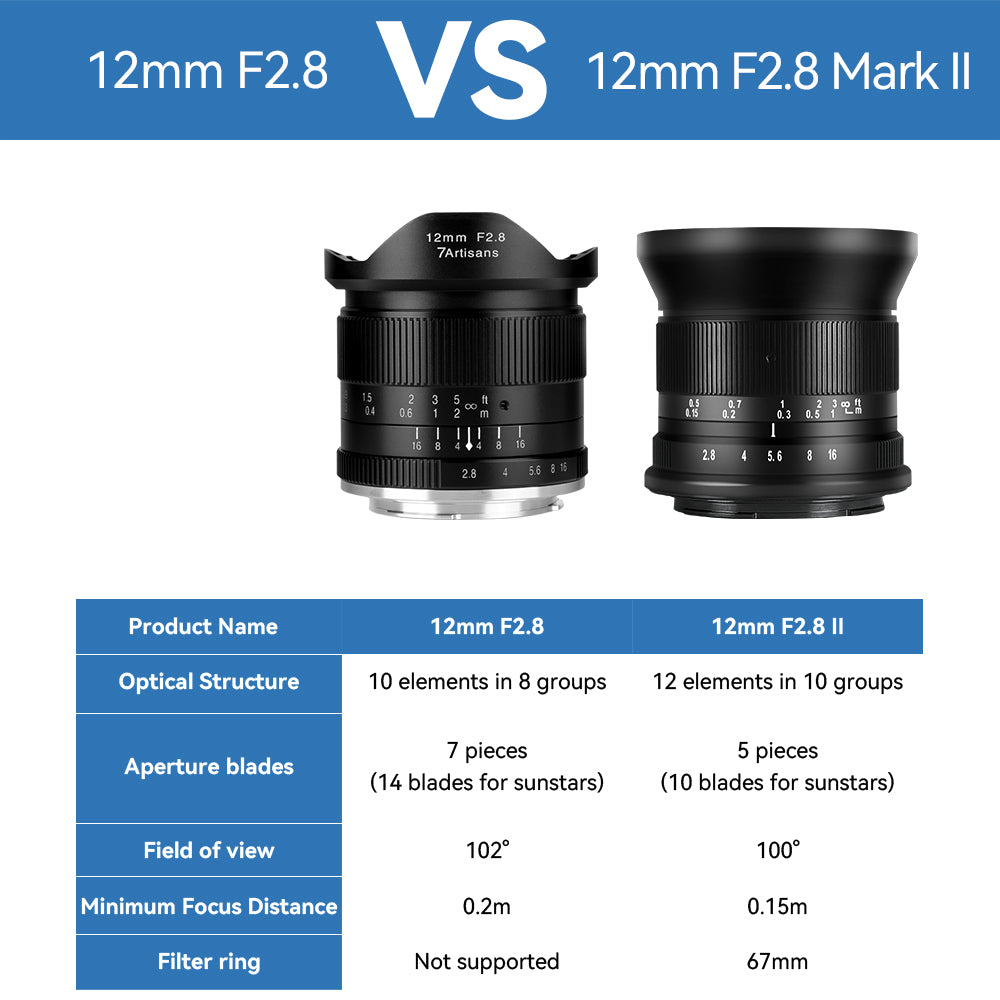 12mm F2.8
VS
12mm F2.8 Mark II
12mm F2.8
7Artisans
1.5 2 3 5 ∞ ft
0.4 0.6 1 2 m
16 8 4 4 8 16
2.8 4 5.6 8 16
0.5 0.7 1 2 3 ∞ ft
0.15 0.2 0.3 0.5 1 m
2.8 4 5.6 8 16
Product Name 12mm F2.8 12mm F2.8 II
Optical Structure 10 elements in 8 groups 12 elements in 10 groups
Aperture blades 7 pieces 5 pieces
(14 blades for sunstars) (10 blades for sunstars)
Field of view 102° 100°
Minimum Focus Distance 0.2m 0.15m
Filter ring Not supported 67mm